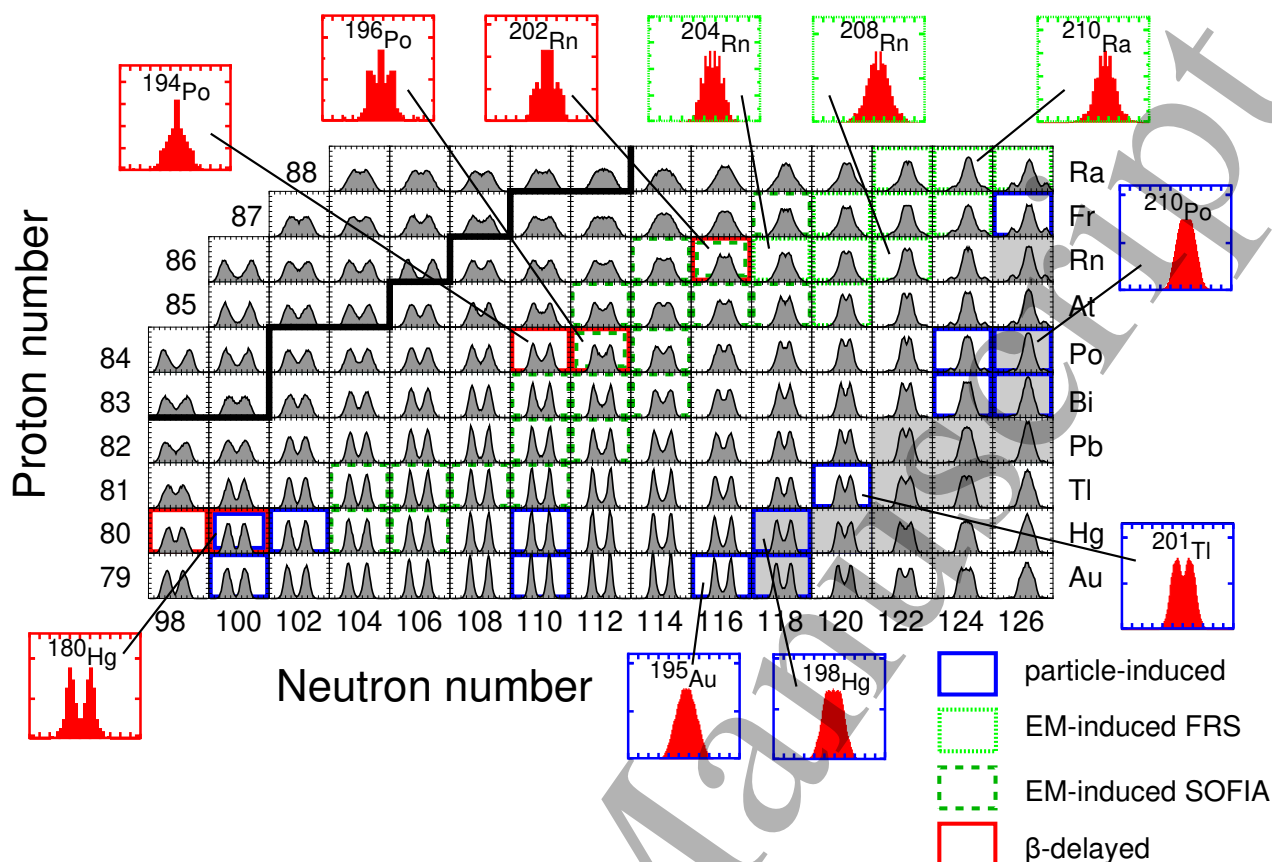 196Po 202Rn 204Rn 208Rn 210Ra
194Po
88 Ra
87 Fr
210Po
86 Rn
85 At
84 Po
83 Bi
82 Pb
81 Tl
80 Hg
79 Au
201Tl
98 100 102 104 106 108 110 112 114 116 118 120 122 124 126
Proton number
Neutron number
180Hg
195Au
198Hg
particle-induced
EM-induced FRS
EM-induced SOFIA
β-delayed
Manuscript